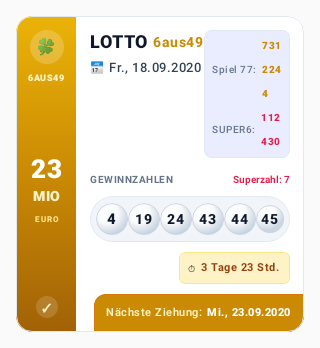 6AUS49
23
MIO
EURO
✓
LOTTO 6aus49
Fr., 18.09.2020
Spiel 77: 731 224 4
SUPER6: 112 430
GEWINNZAHLEN Superzahl: 7
4 19 24 43 44 45
3 Tage 23 Std.
Nächste Ziehung: Mi., 23.09.2020